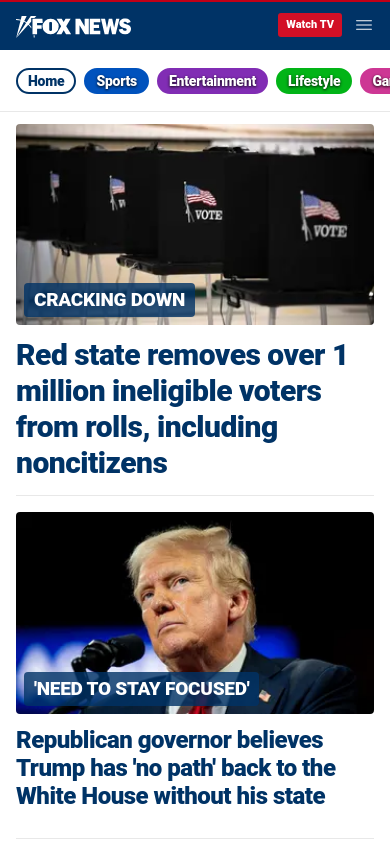 FOX NEWS
Watch TV
Home
Sports
Entertainment
Lifestyle
VOTE
VOTE
CRACKING DOWN
Red state removes over 1
million ineligible voters
from rolls, including
noncitizens
'NEED TO STAY FOCUSED'
Republican governor believes
Trump has 'no path' back to the
White House without his state